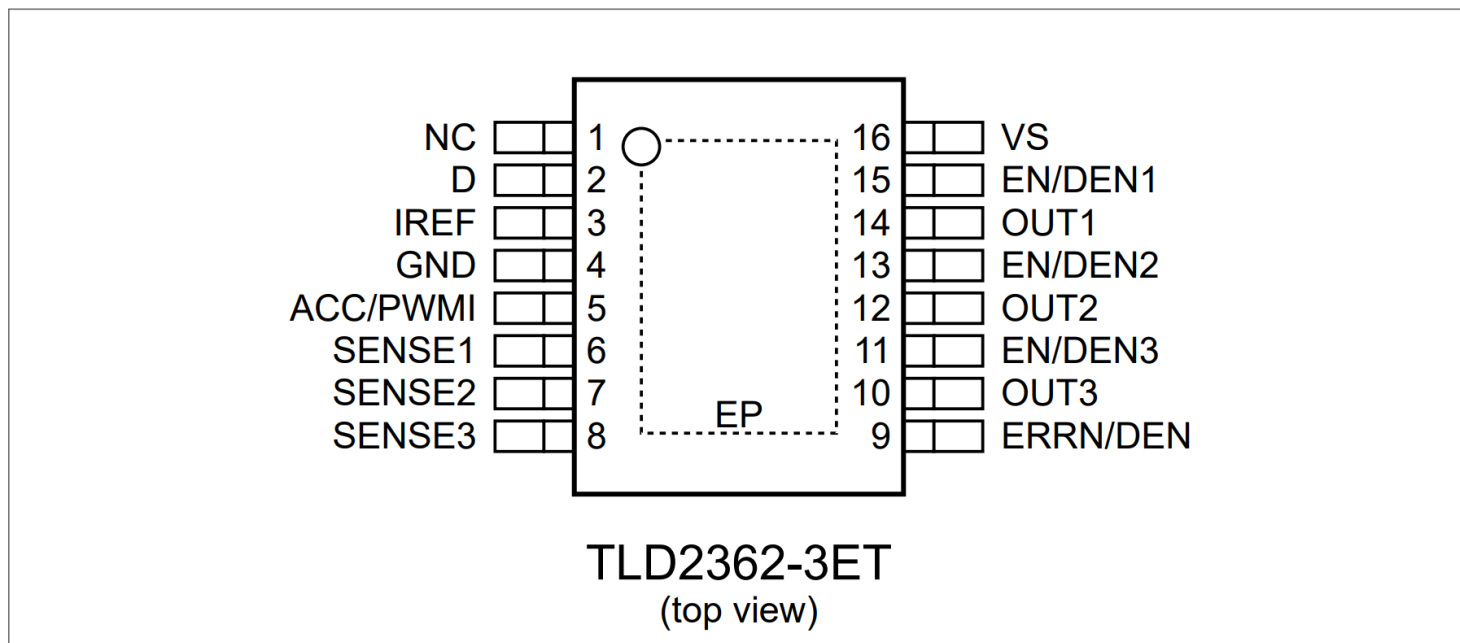 NC 1 16 VS
D 2 15 EN/DEN1
IREF 3 14 OUT1
GND 4 13 EN/DEN2
ACC/PWMI 5 12 OUT2
SENSE1 6 11 EN/DEN3
SENSE2 7 10 OUT3
EP
SENSE3 8 9 ERRN/DEN
TLD2362-3ET
(top view)